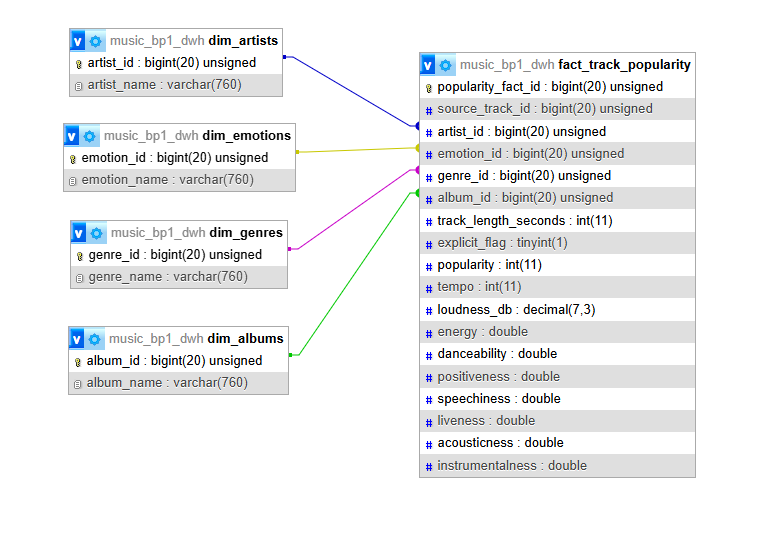 v music_bp1_dwh dim_artists
artist_id : bigint(20) unsigned
artist_name : varchar(760)
v music_bp1_dwh dim_emotions
emotion_id : bigint(20) unsigned
emotion_name : varchar(760)
v music_bp1_dwh dim_genres
genre_id : bigint(20) unsigned
genre_name : varchar(760)
v music_bp1_dwh dim_albums
album_id : bigint(20) unsigned
album_name : varchar(760)
v music_bp1_dwh fact_track_popularity
popularity_fact_id : bigint(20) unsigned
# source_track_id : bigint(20) unsigned
# artist_id : bigint(20) unsigned
# emotion_id : bigint(20) unsigned
# genre_id : bigint(20) unsigned
# album_id : bigint(20) unsigned
# track_length_seconds : int(11)
# explicit_flag : tinyint(1)
# popularity : int(11)
# tempo : int(11)
# loudness_db : decimal(7,3)
# energy : double
# danceability : double
# positiveness : double
# speechiness : double
# liveness : double
# acousticness : double
# instrumentalness : double